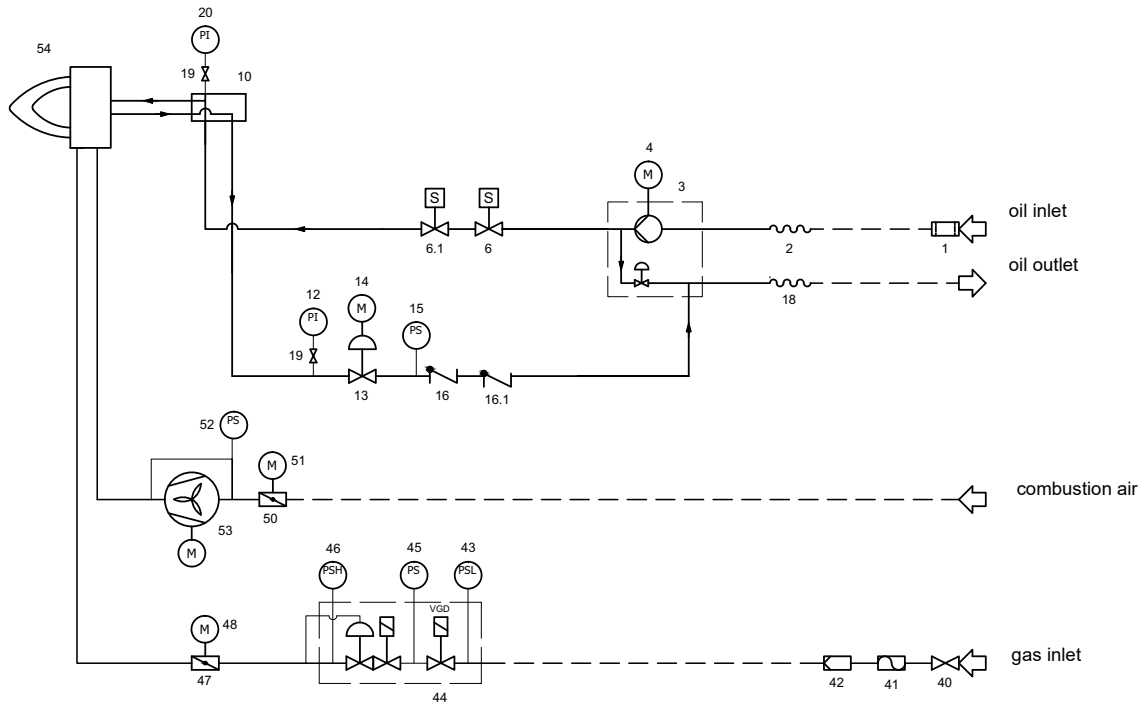 20
PI
54
19
10
4
M
3
S
S
oil inlet
6.1
6
2
1
oil outlet
18
12
PI
14
M
15
PS
19
13
16
16.1
52
PS
M
51
combustion air
50
53
M
46
PSH
45
PS
43
PSL
VGD
M
48
gas inlet
47
44
42
41
40